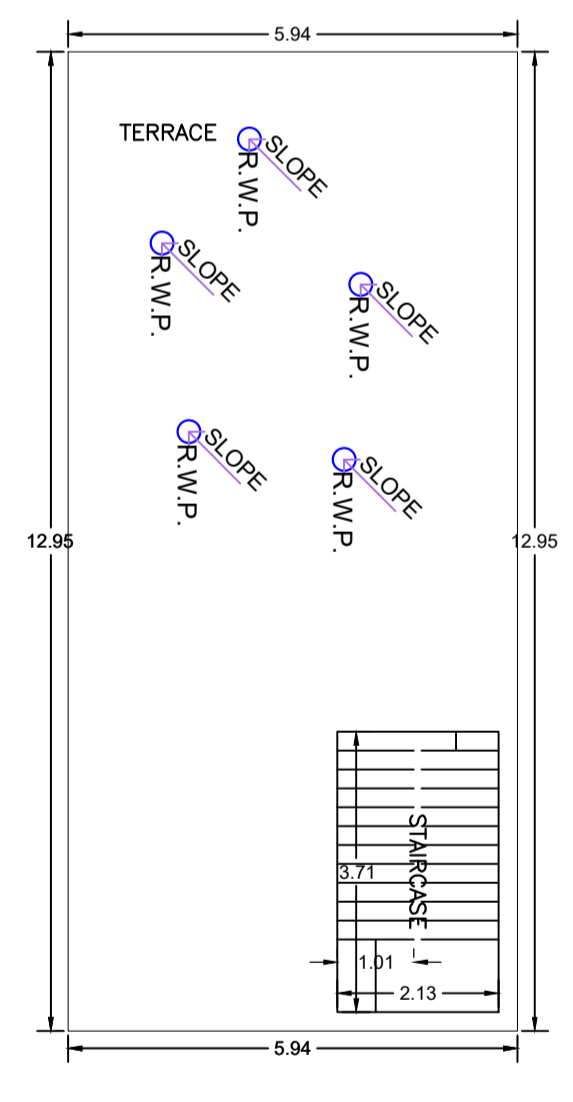 5.94
TERRACE
SLOPE
R.W.P.
SLOPE
R.W.P.
SLOPE
R.W.P.
SLOPE
R.W.P.
SLOPE
R.W.P.
12.95
12.95
STAIRCASE
3.71
1.01
2.13
5.94